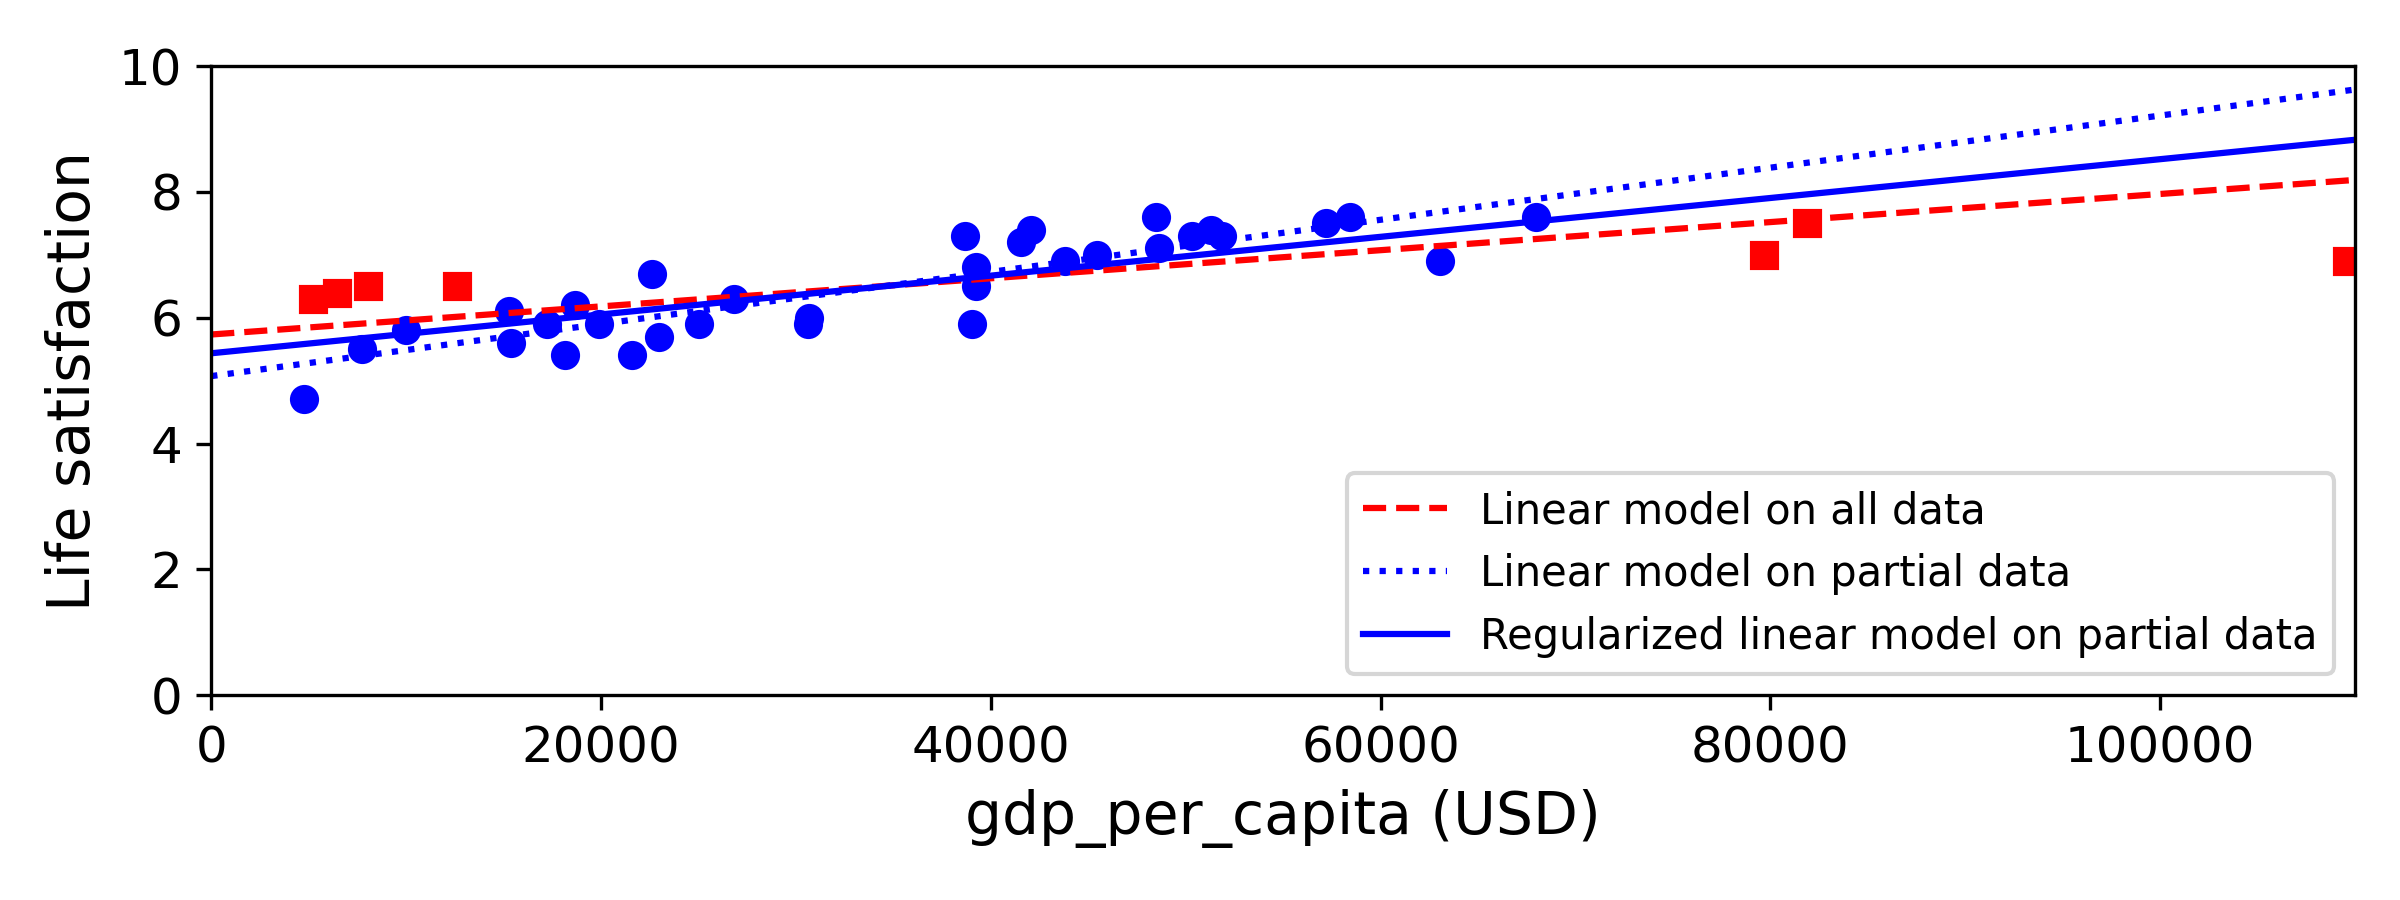 10
8
6
4
2
0
Life satisfaction
Linear model on all data
Linear model on partial data
Regularized linear model on partial data
0 20000 40000 60000 80000 100000
gdp_per_capita (USD)